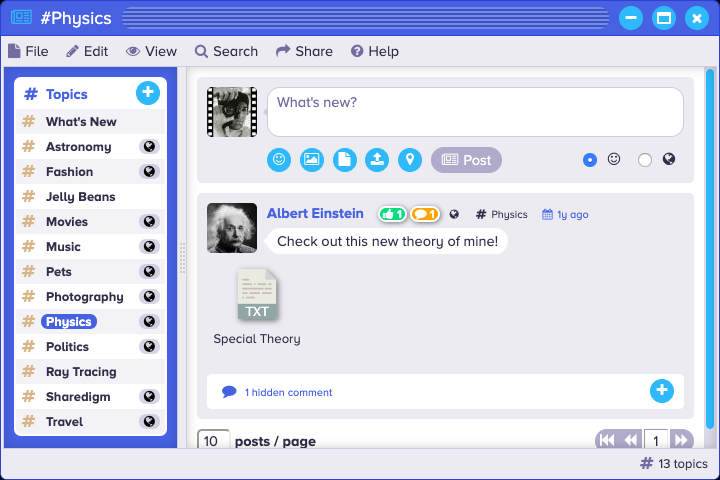 #Physics
File Edit View Search Share Help
# Topics
# What's New
# Astronomy
# Fashion
# Jelly Beans
# Movies
# Music
# Pets
# Photography
# Physics
# Politics
# Ray Tracing
# Sharedigm
# Travel
What's new?
Post
Albert Einstein 1 1 # Physics 1y ago
Check out this new theory of mine!
TXT
Special Theory
1 hidden comment
10 posts / page 1
# 13 topics